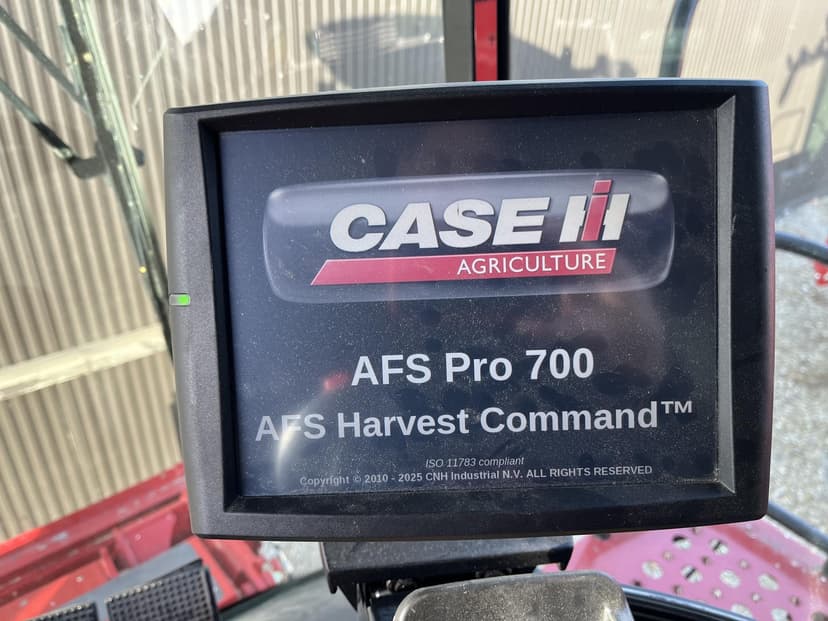 CASE IH
AGRICULTURE
AFS Pro 700
AFS Harvest Command™
ISO 11783 compliant
Copyright © 2010 - 2025 CNH Industrial N.V. ALL RIGHTS RESERVED